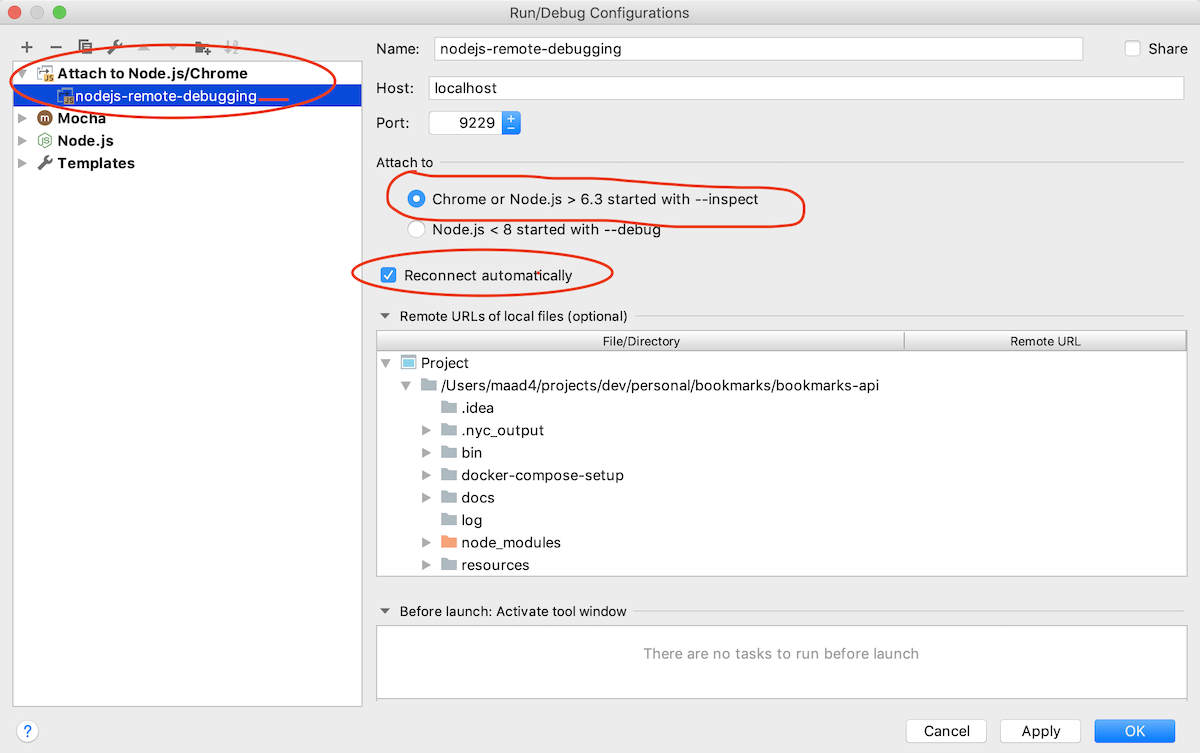 Run/Debug Configurations
Attach to Node.js/Chrome
nodejs-remote-debugging
Mocha
Node.js
Templates
Name: nodejs-remote-debugging Share
Host: localhost
Port: 9229
Attach to
Chrome or Node.js > 6.3 started with --inspect
Node.js < 8 started with --debug
Reconnect automatically
Remote URLs of local files (optional)
File/Directory Remote URL
Project
/Users/maad4/projects/dev/personal/bookmarks/bookmarks-api
.idea
.nyc_output
bin
docker-compose-setup
docs
log
node_modules
resources
Before launch: Activate tool window
There are no tasks to run before launch
? Cancel Apply OK